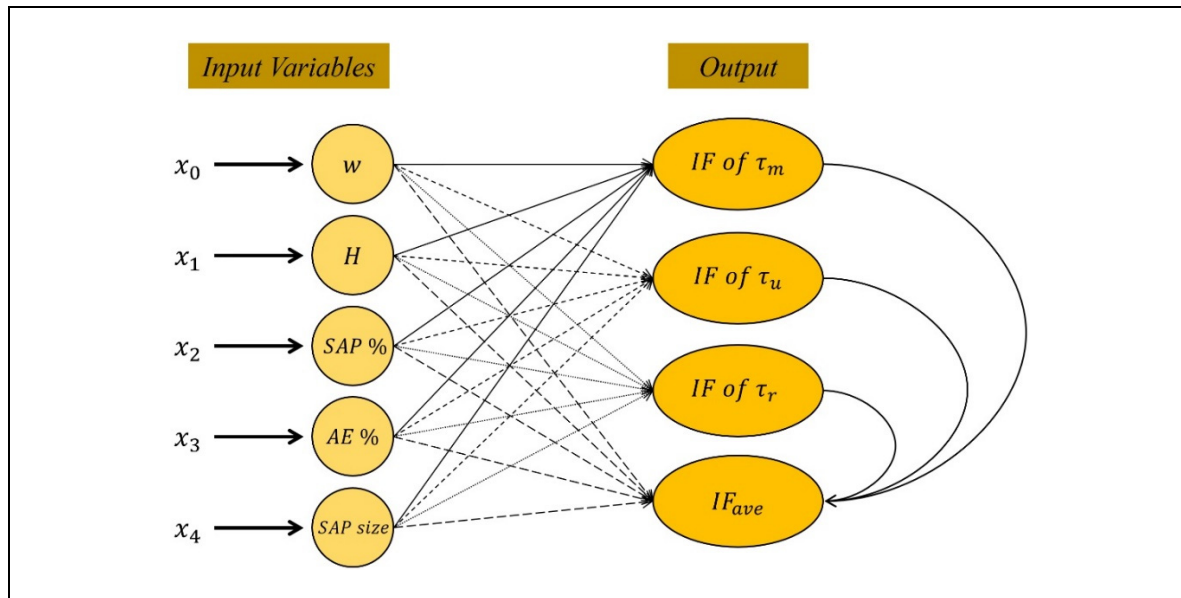 Input Variables
Output
x₀
w
IF of τₘ
x₁
H
IF of τᵤ
x₂
SAP %
IF of τᵣ
x₃
AE %
IFₐᵥₑ
x₄
SAP size